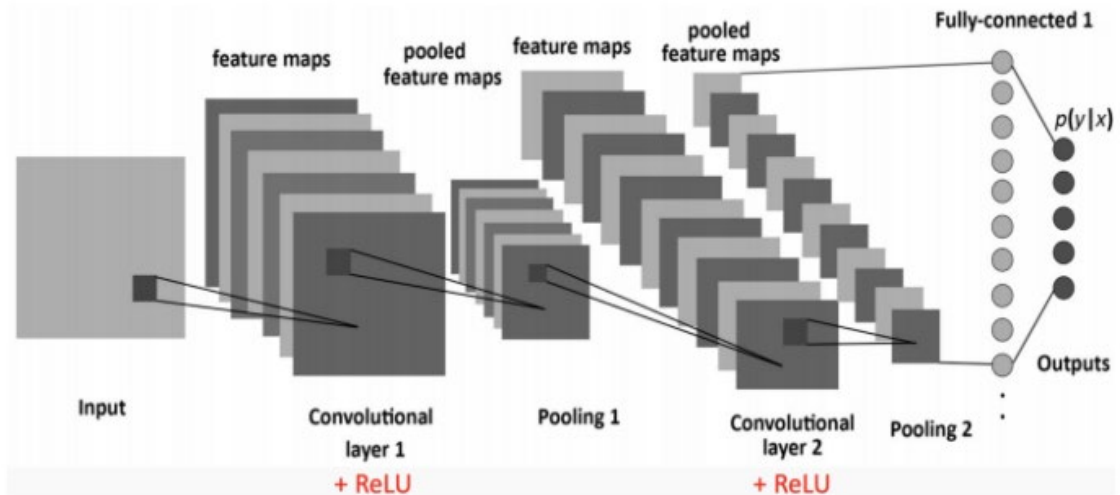 Fully-connected 1
feature maps
pooled
feature maps
feature maps
pooled
feature maps
p(y|x)
Input
Convolutional
layer 1
+ ReLU
Pooling 1
Convolutional
layer 2
+ ReLU
Pooling 2
Outputs